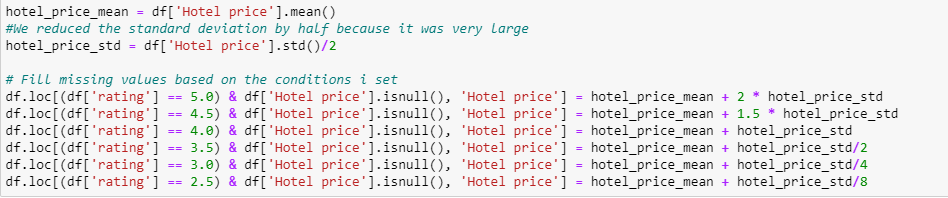 hotel_price_mean = df['Hotel price'].mean()
#We reduced the standard deviation by half because it was very large
hotel_price_std = df['Hotel price'].std()/2
# Fill missing values based on the conditions i set
df.loc[(df['rating'] == 5.0) & df['Hotel price'].isnull(), 'Hotel price'] = hotel_price_mean + 2 * hotel_price_std
df.loc[(df['rating'] == 4.5) & df['Hotel price'].isnull(), 'Hotel price'] = hotel_price_mean + 1.5 * hotel_price_std
df.loc[(df['rating'] == 4.0) & df['Hotel price'].isnull(), 'Hotel price'] = hotel_price_mean + hotel_price_std
df.loc[(df['rating'] == 3.5) & df['Hotel price'].isnull(), 'Hotel price'] = hotel_price_mean + hotel_price_std/2
df.loc[(df['rating'] == 3.0) & df['Hotel price'].isnull(), 'Hotel price'] = hotel_price_mean + hotel_price_std/4
df.loc[(df['rating'] == 2.5) & df['Hotel price'].isnull(), 'Hotel price'] = hotel_price_mean + hotel_price_std/8